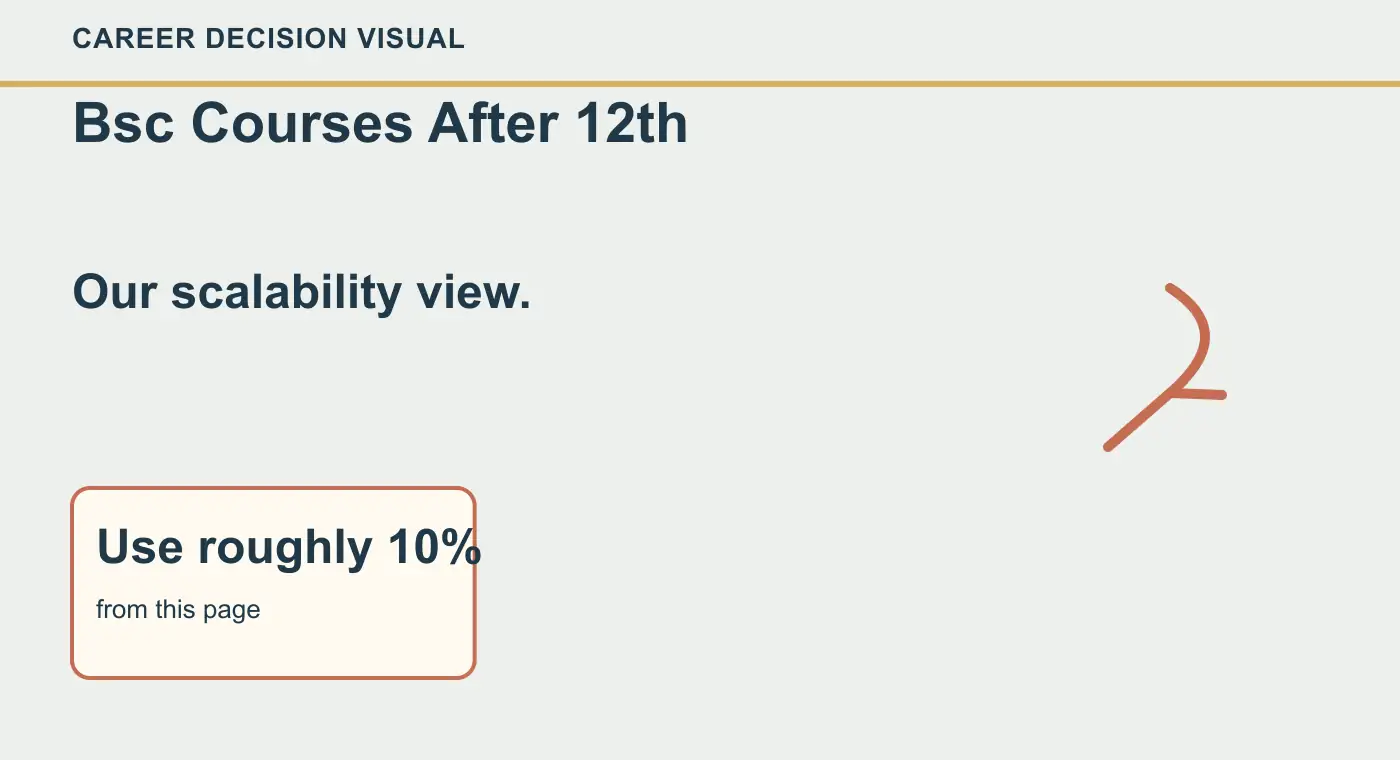 CAREER DECISION VISUAL
Bsc Courses After 12th
Our scalability view.
Use roughly 10%
from this page